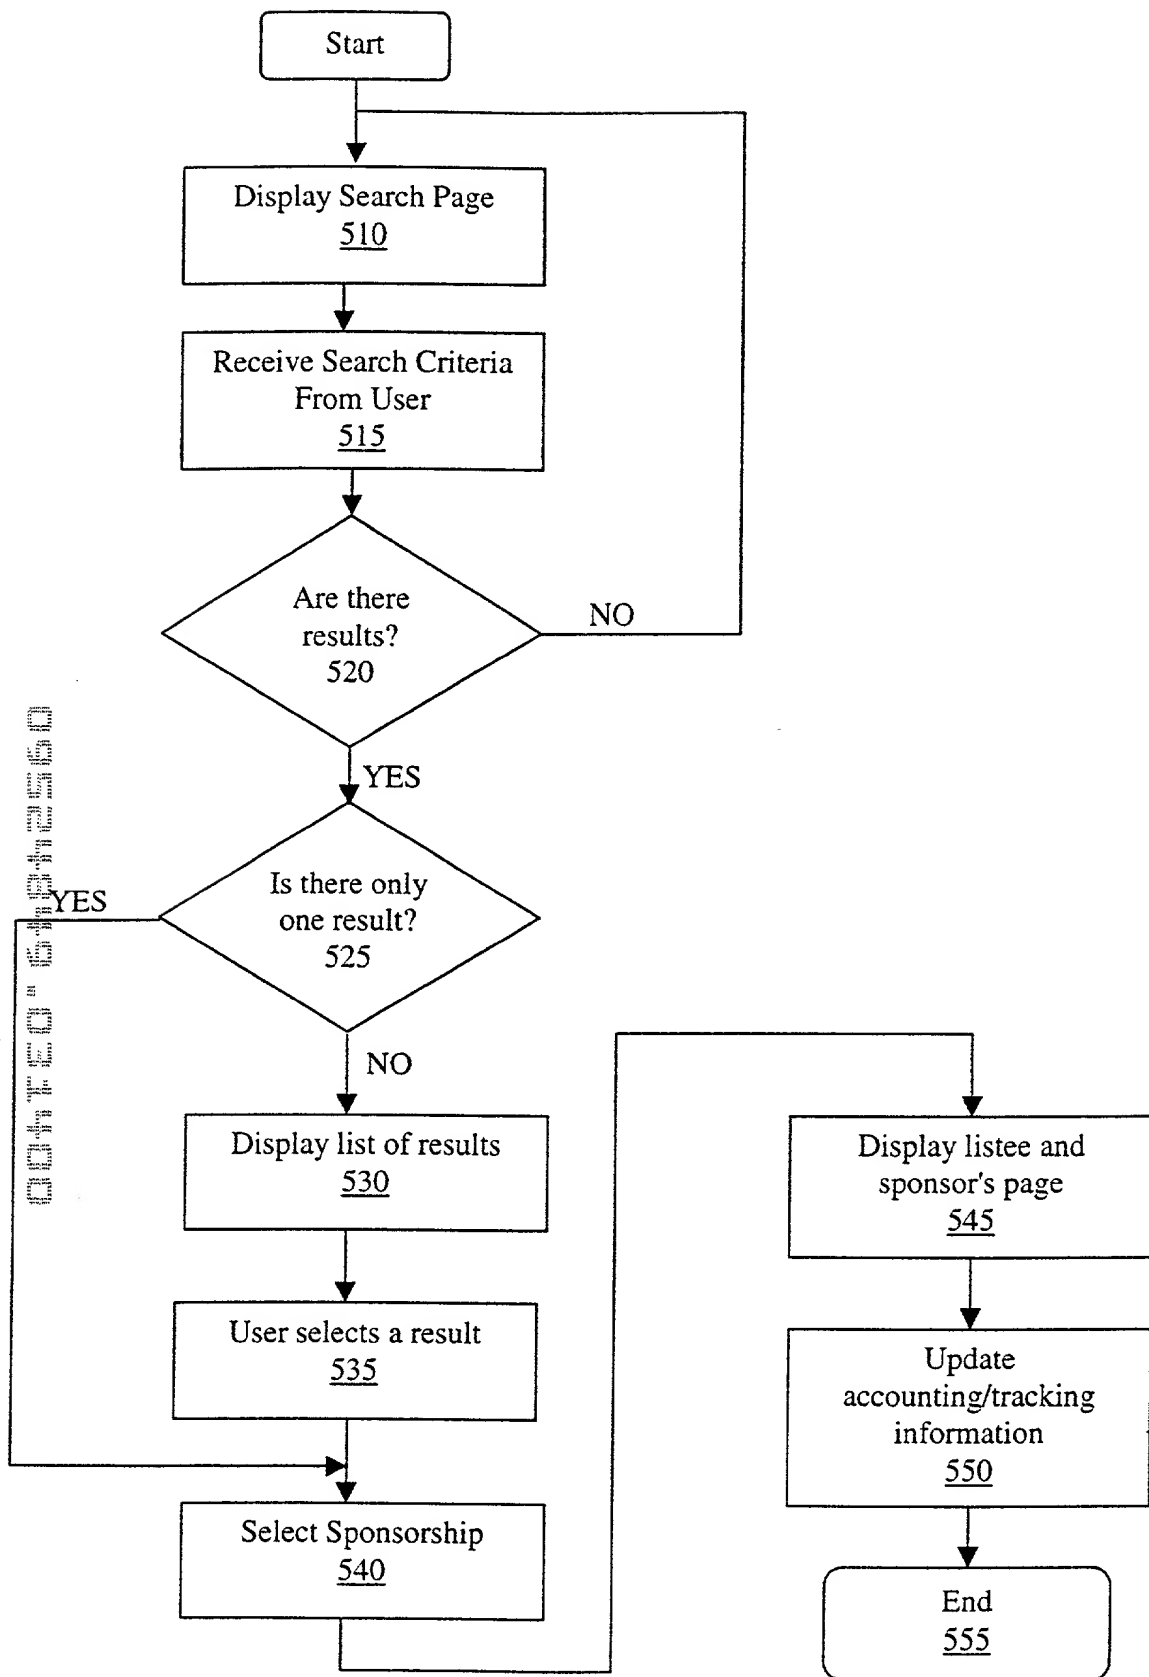 Start
Display Search Page
510
Receive Search Criteria
From User
515
Are there
results?
520
NO
YES
Is there only
one result?
525
YES
NO
Display list of results
530
User selects a result
535
Select Sponsorship
540
Display listee and
sponsor's page
545
Update
accounting/tracking
information
550
End
555